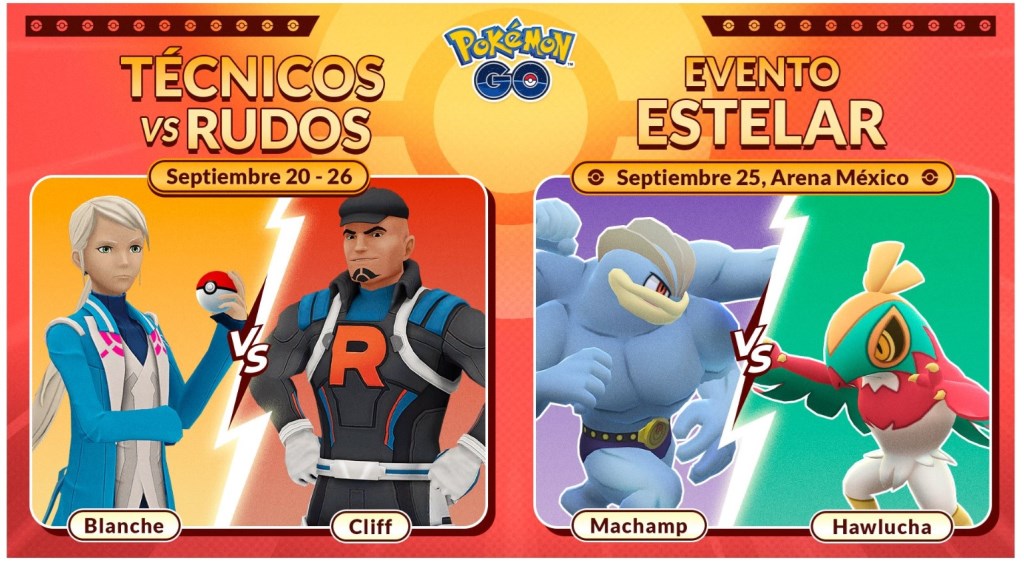 POKÉMON
GO
TÉCNICOS
VS RUDOS
Septiembre 20 - 26
EVENTO
ESTELAR
Septiembre 25, Arena México
VS
R
Blanche
Cliff
VS
Machamp
Hawlucha